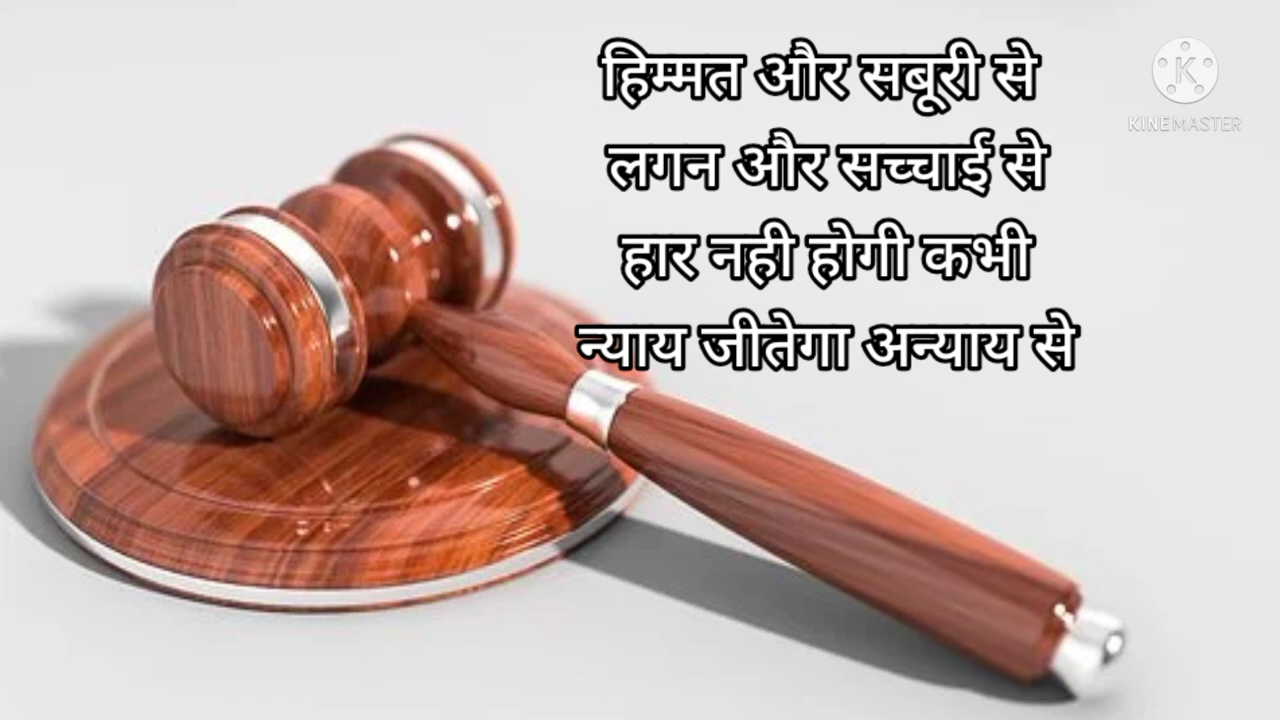 हिम्मत और सबूरी से
लगन और सच्चाई से
हार नही होगी कभी
न्याय जीतेगा अन्याय से
K
KINEMASTER